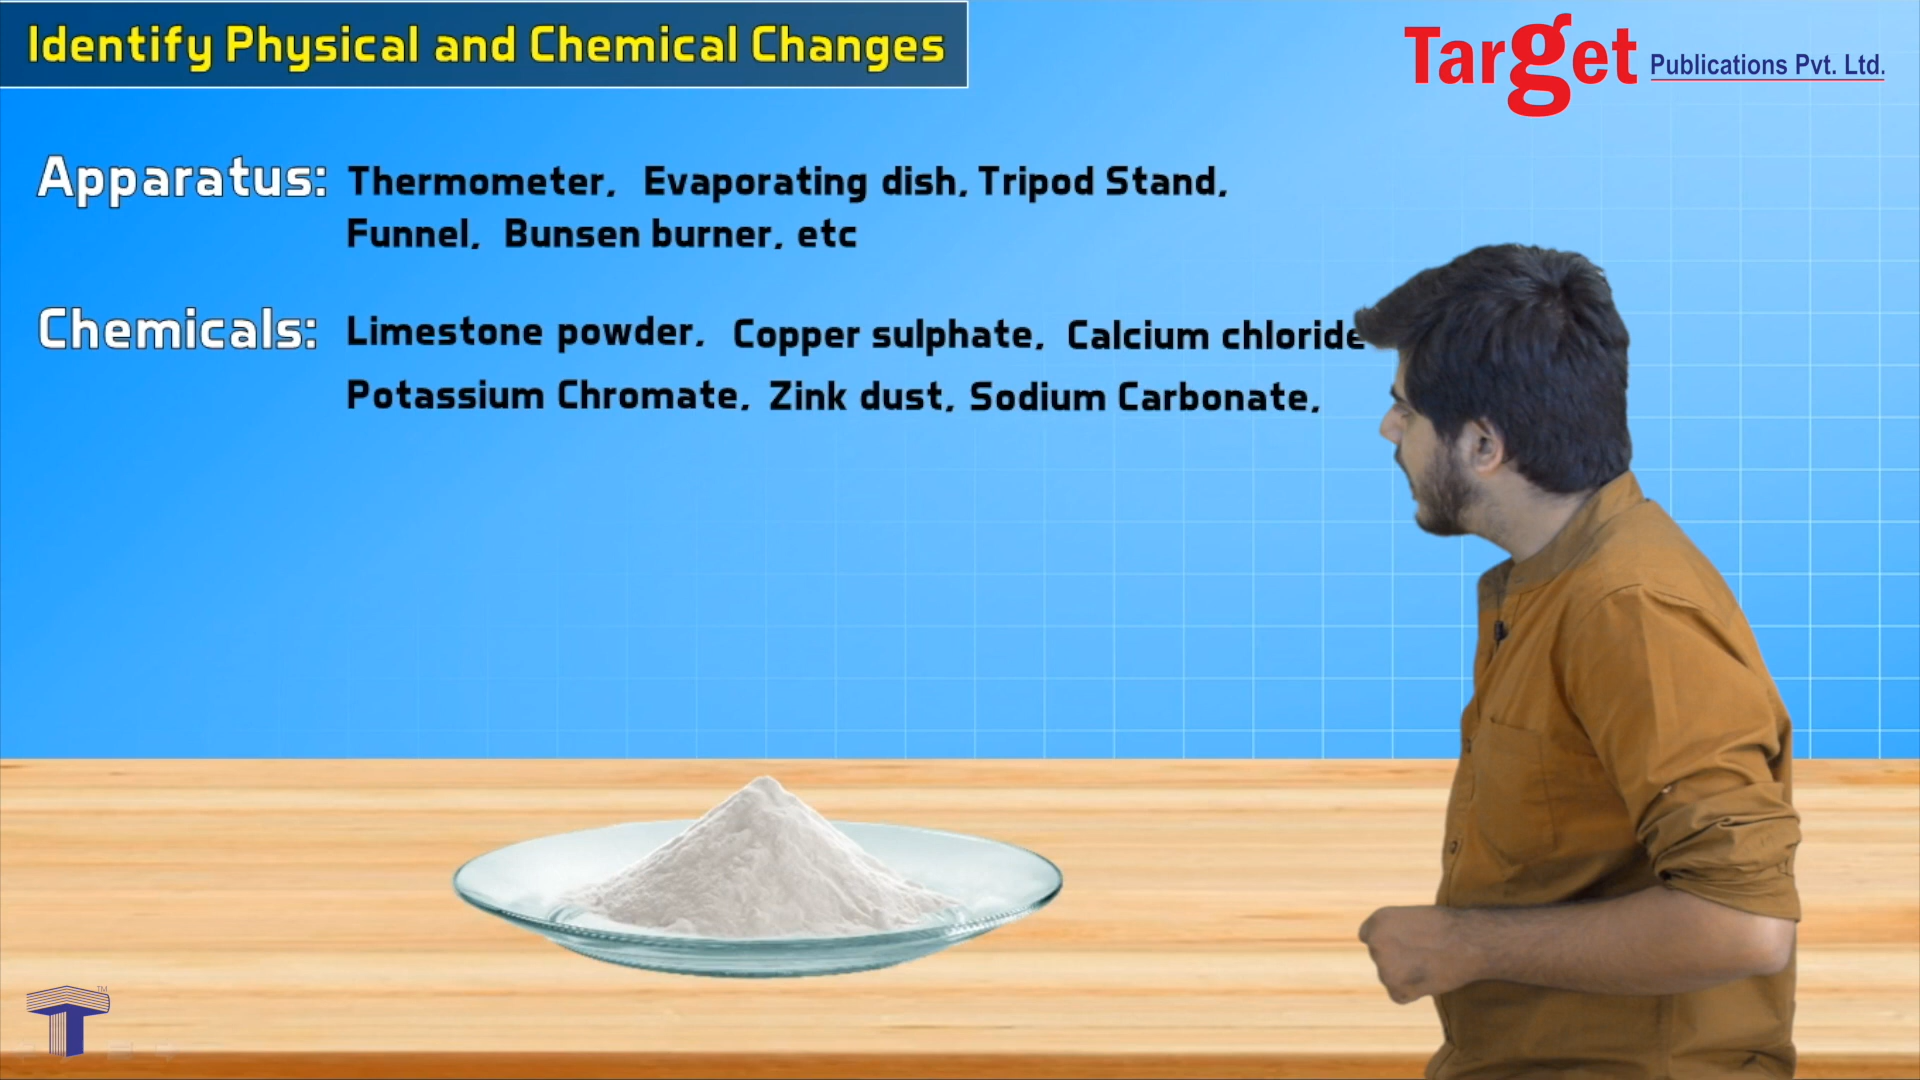 Identify Physical and Chemical Changes
Target Publications Pvt. Ltd.
Apparatus: Thermometer, Evaporating dish, Tripod Stand,
Funnel, Bunsen burner, etc
Chemicals: Limestone powder, Copper sulphate, Calcium chloride
Potassium Chromate, Zink dust, Sodium Carbonate,
T
TM